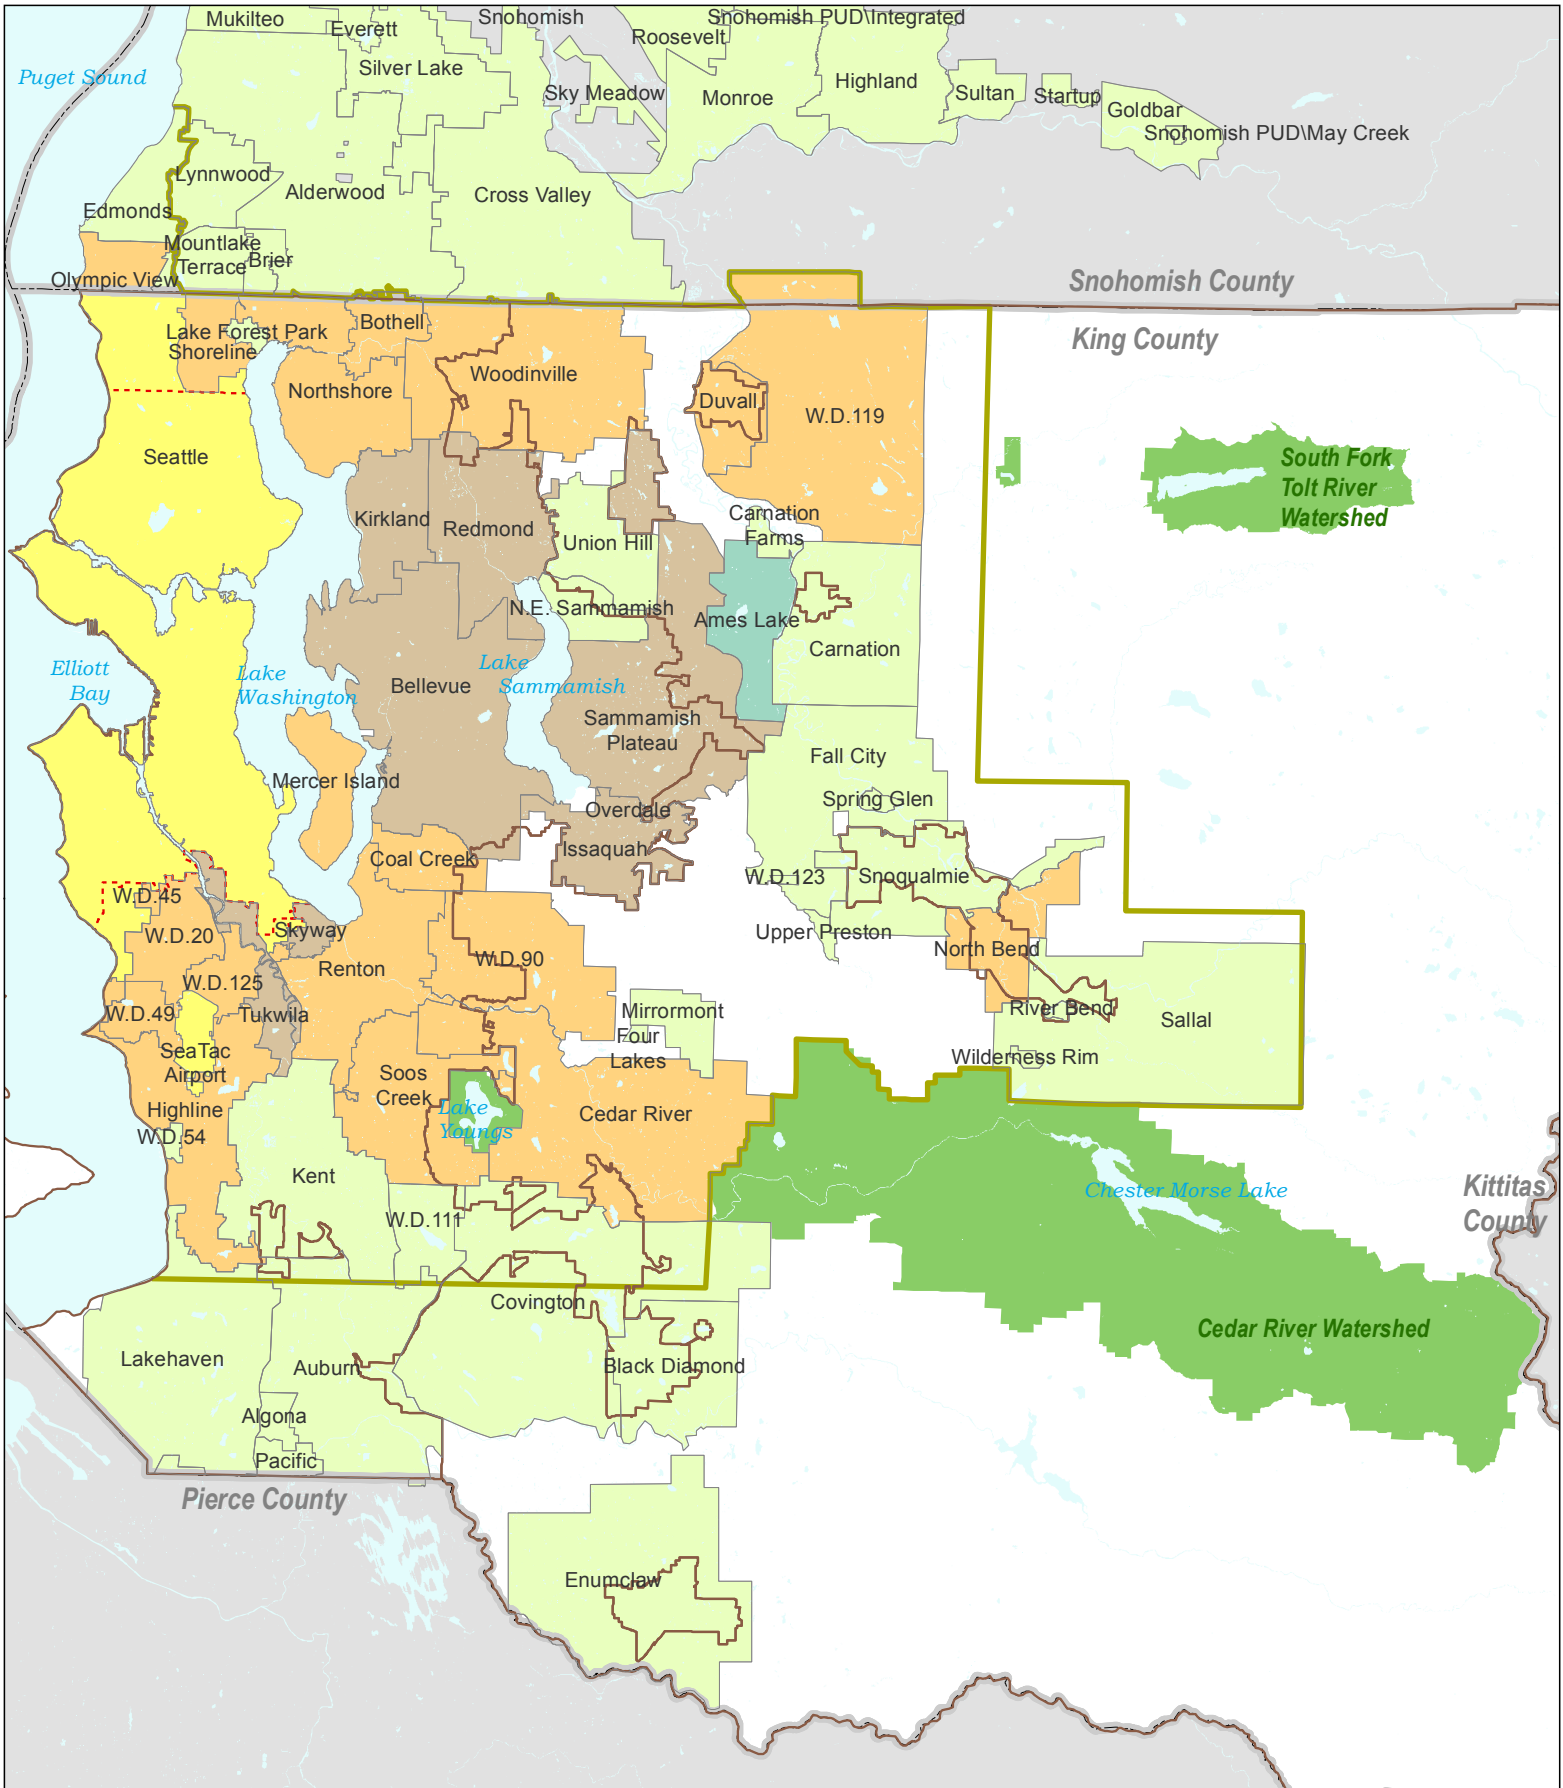 Mukilteo
Everett
Snohomish
Snohomish PUD\Integrated
Roosevelt
Puget Sound
Silver Lake
Sky Meadow
Monroe
Highland
Sultan
Startup
Goldbar
Snohomish PUD\May Creek
Lynnwood
Alderwood
Cross Valley
Edmonds
Mountlake
Terrace
Brier
Olympic View
Snohomish County
King County
Lake Forest Park
Bothell
Shoreline
Woodinville
Northshore
Duvall
W.D.119
Seattle
South Fork
Tolt River
Watershed
Kirkland
Redmond
Union Hill
Carnation
Farms
N.E. Sammamish
Ames Lake
Carnation
Elliott
Bay
Lake
Washington
Bellevue
Lake
Sammamish
Sammamish
Plateau
Fall City
Mercer Island
Overdale
Spring Glen
Coal Creek
Issaquah
W.D.123
Snoqualmie
W.D.45
W.D.20
Skyway
Upper Preston
North Bend
W.D.90
Renton
W.D.125
W.D.49
Tukwila
Mirrormont
Four
Lakes
River Bend
Sallal
SeaTac
Airport
Wilderness Rim
Soos
Creek
Highline
Lake
Youngs
Cedar River
W.D.54
Kent
Chester Morse Lake
Kittitas
County
W.D.111
Covington
Cedar River Watershed
Lakehaven
Auburn
Black Diamond
Algona
Pacific
Pierce County
Enumclaw